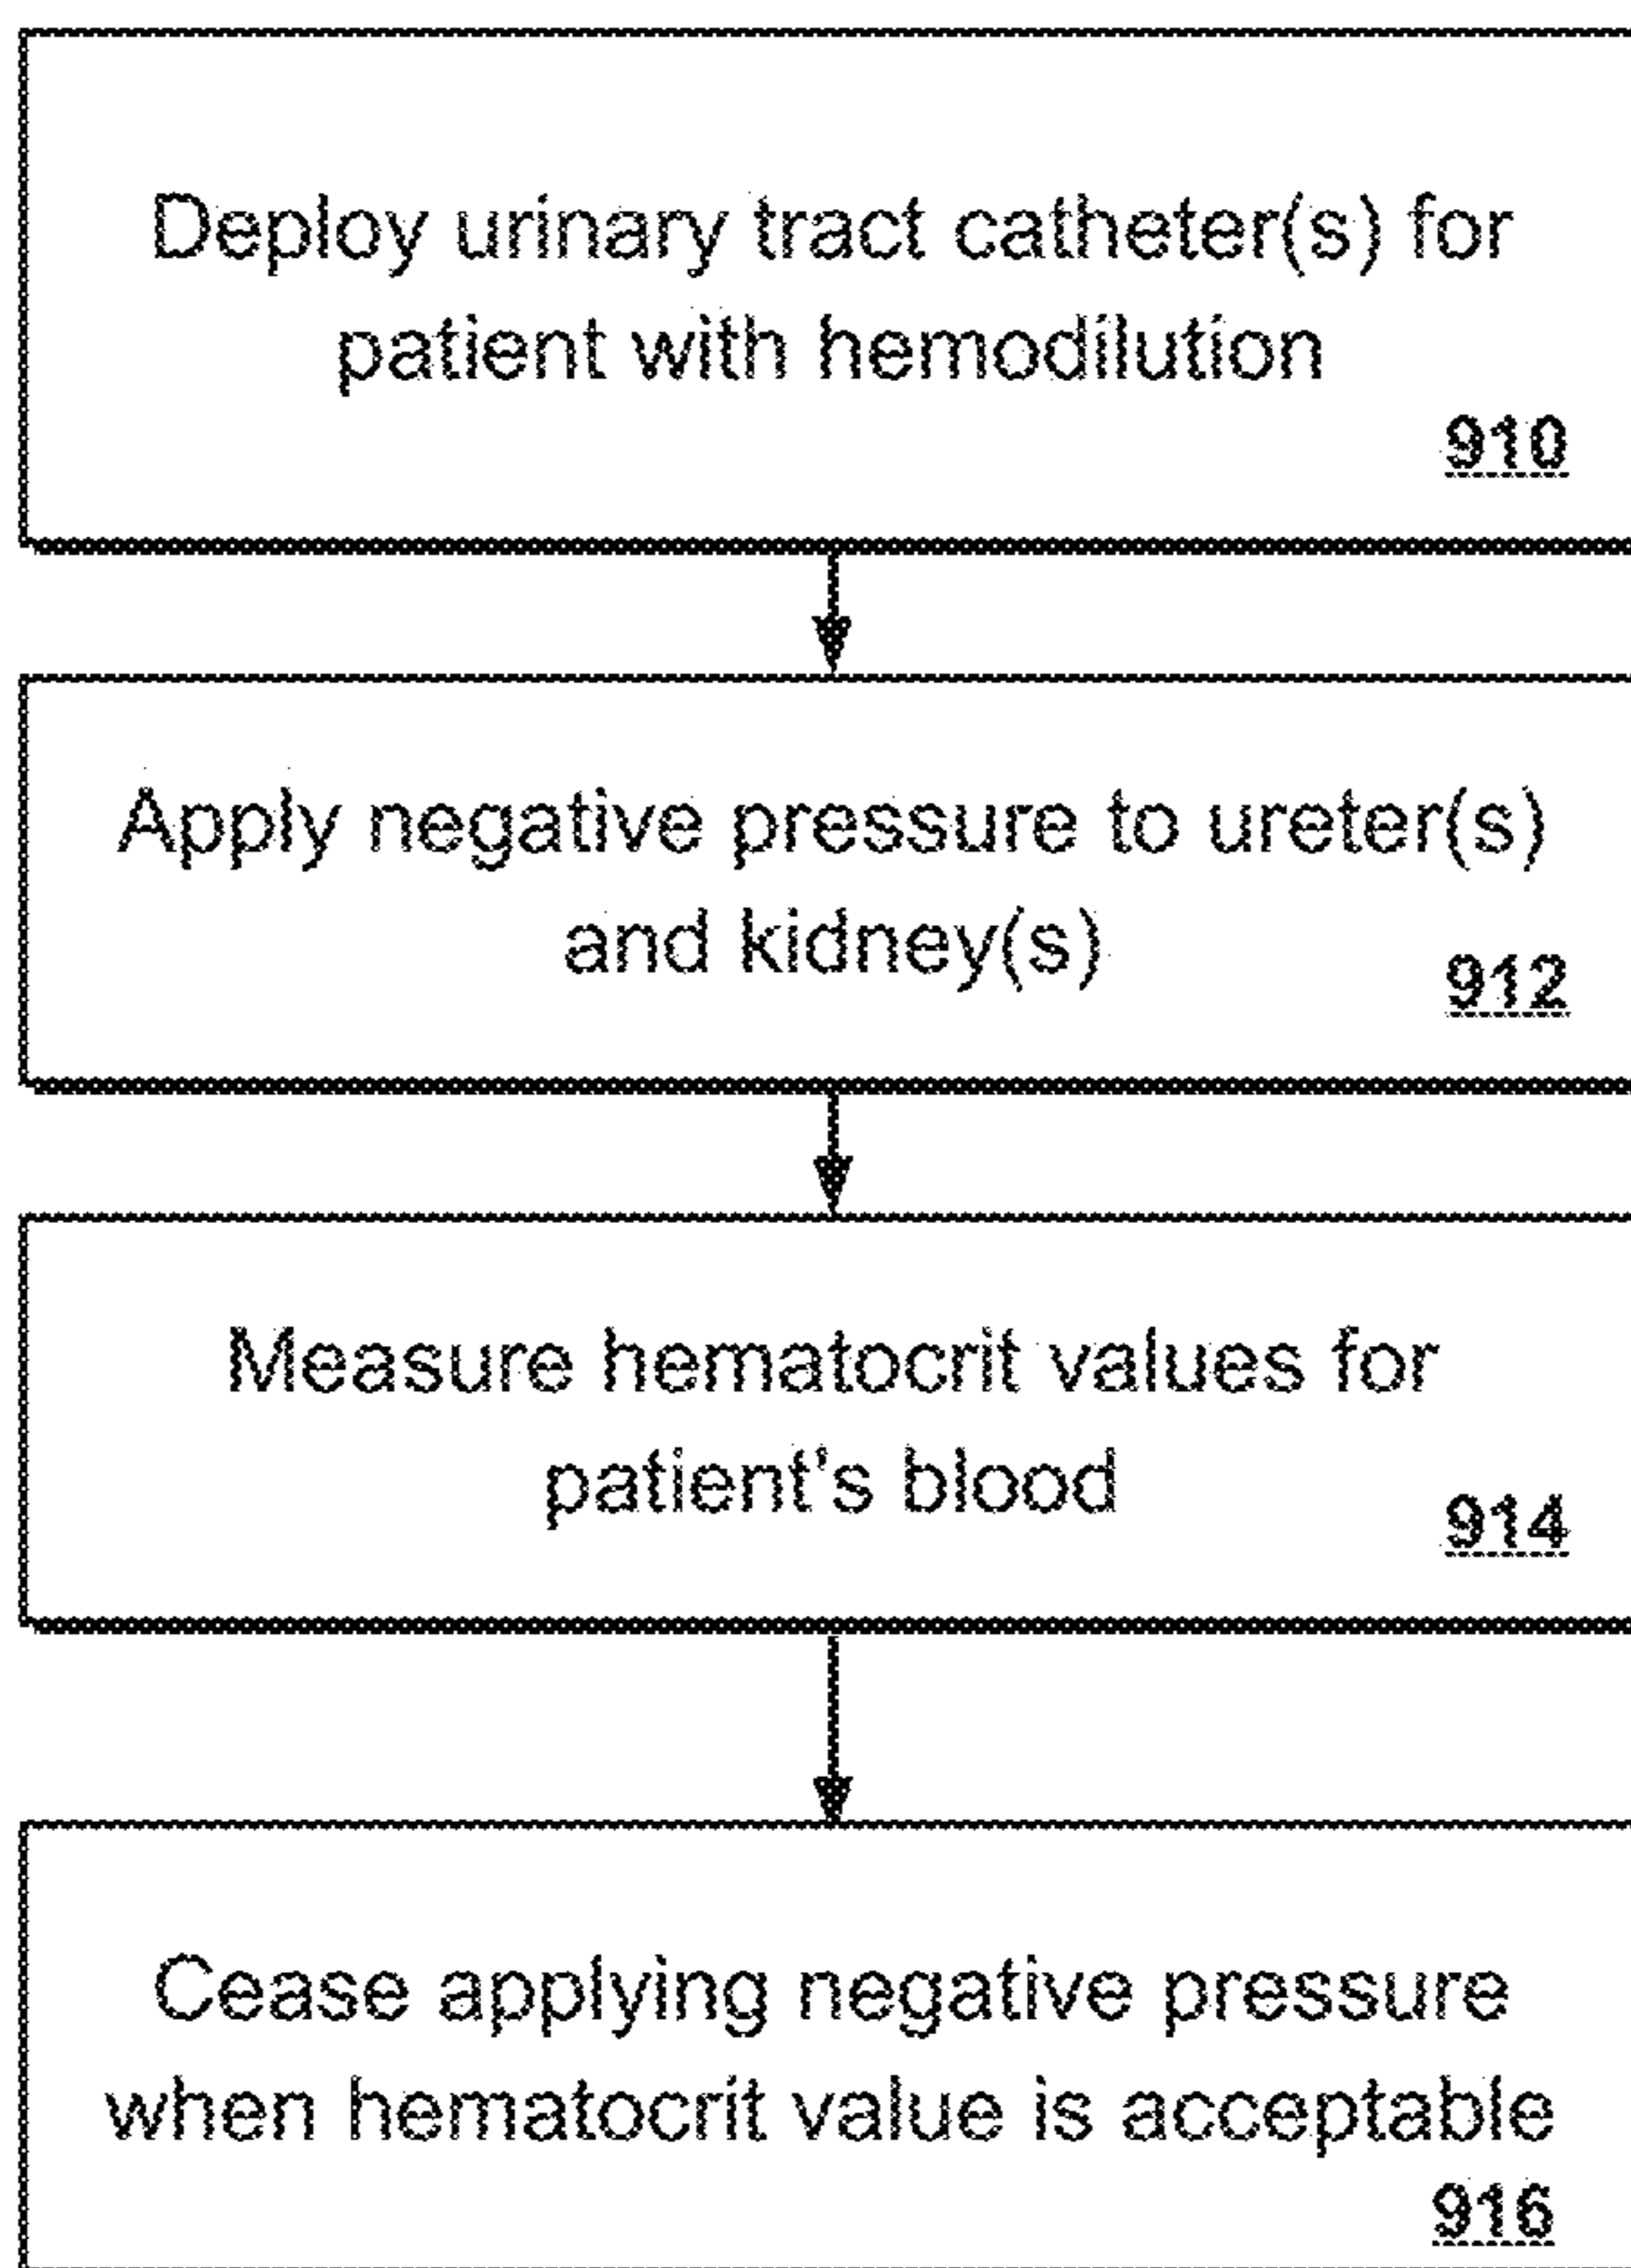 Deploy urinary tract catheter(s) for
patient with hemodilution
910
Apply negative pressure to ureter(s)
and kidney(s)
912
Measure hematocrit values for
patient's blood
914
Cease applying negative pressure
when hematocrit value is acceptable
916